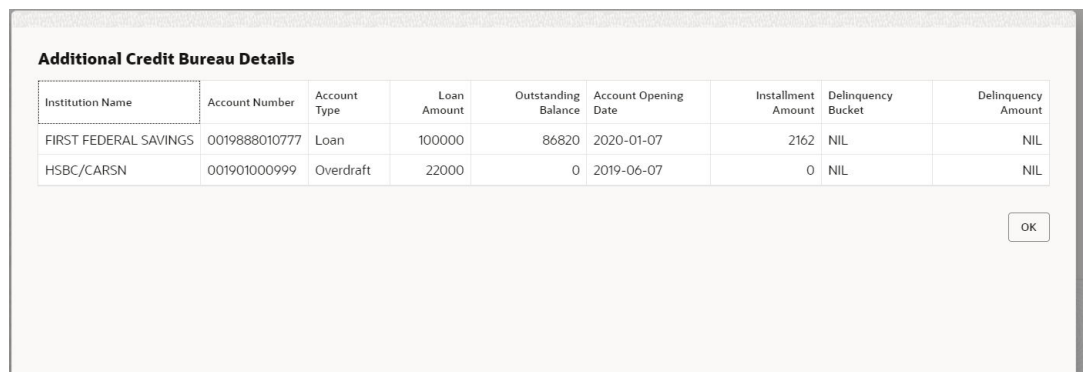 Additional Credit Bureau Details
Institution Name Account Number Account Type Loan Amount Outstanding Balance Account Opening Date Installment Amount Delinquency Bucket Delinquency Amount
FIRST FEDERAL SAVINGS 0019888010777 Loan 100000 86820 2020-01-07 2162 NIL NIL
HSBC/CARSN 001901000999 Overdraft 22000 0 2019-06-07 0 NIL NIL
OK